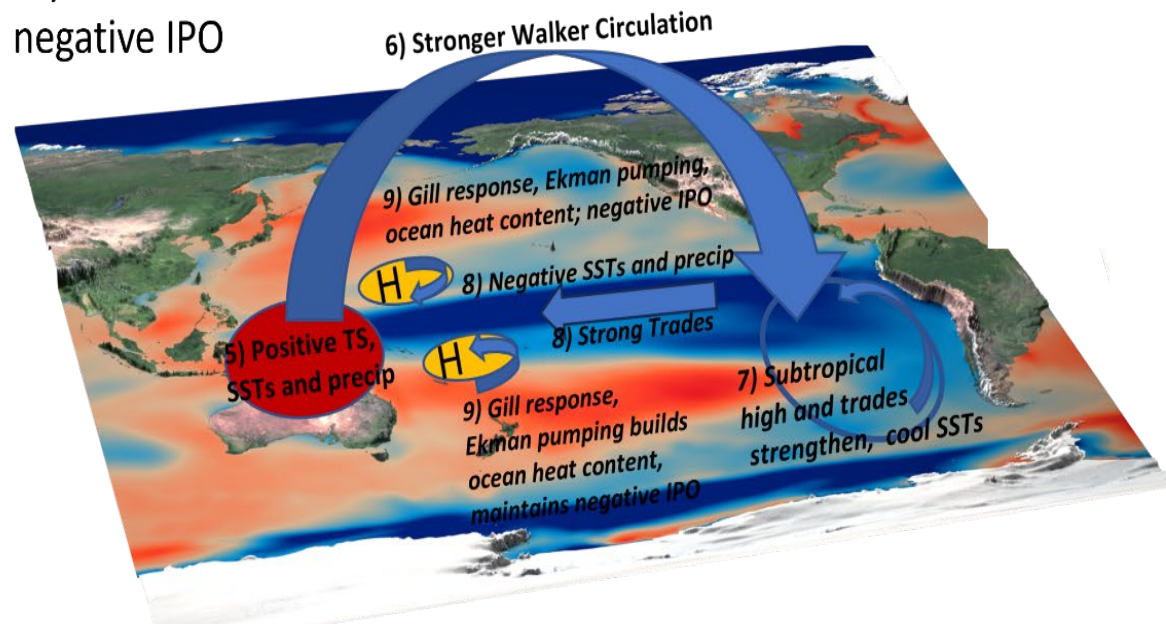 negative IPO
6) Stronger Walker Circulation
9) Gill response, Ekman pumping,
ocean heat content; negative IPO
H
8) Negative SSTs and precip
8) Strong Trades
5) Positive TS,
SSTs and precip
H
9) Gill response,
Ekman pumping builds
ocean heat content,
maintains negative IPO
7) Subtropical
high and trades
strengthen, cool SSTs